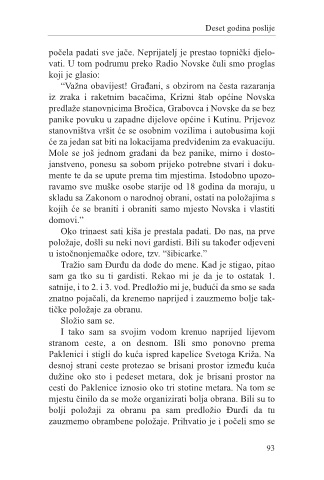 Deset godina poslije
počela padati sve jače. Neprijatelj je prestao topnički djelo-
vati. U tom podrumu preko Radio Novske čuli smo proglas
koji je glasio:
“Važna obavijest! Građani, s obzirom na česta razaranja
iz zraka i raketnim bacačima, Krizni štab općine Novska
predlaže stanovnicima Bročica, Grabovca i Novske da se bez
panike povuku u zapadne dijelove općine i Kutinu. Prijevoz
stanovništva vršit će se osobnim vozilima i autobusima koji
će za jedan sat biti na lokacijama predviđenim za evakuaciju.
Mole se još jednom građani da bez panike, mirno i dosto-
janstveno, ponesu sa sobom prijeko potrebne stvari i doku-
mente te da se upute prema tim mjestima. Istodobno upozo-
ravamo sve muške osobe starije od 18 godina da moraju, u
skladu sa Zakonom o narodnoj obrani, ostati na položajima s
kojih će se braniti i obraniti samo mjesto Novska i vlastiti
domovi.”
Oko trinaest sati kiša je prestala padati. Do nas, na prve
položaje, došli su neki novi gardisti. Bili su također odjeveni
u istočnonjemačke odore, tzv. “šibicarke.”
Tražio sam Đurđu da dođe do mene. Kad je stigao, pitao
sam ga tko su ti gardisti. Rekao mi je da je to ostatak 1.
satnije, i to 2. i 3. vod. Predložio mi je, budući da smo se sada
znatno pojačali, da krenemo naprijed i zauzmemo bolje tak-
tičke položaje za obranu.
Složio sam se.
I tako sam sa svojim vodom krenuo naprijed lijevom
stranom ceste, a on desnom. Išli smo ponovno prema
Paklenici i stigli do kuća ispred kapelice Svetoga Križa. Na
desnoj strani ceste protezao se brisani prostor između kuća
dužine oko sto i pedeset metara, dok je brisani prostor na
cesti do Paklenice iznosio oko tri stotine metara. Na tom se
mjestu činilo da se može organizirati bolja obrana. Bili su to
bolji položaji za obranu pa sam predložio Đurđi da tu
zauzmemo obrambene položaje. Prihvatio je i počeli smo se
93